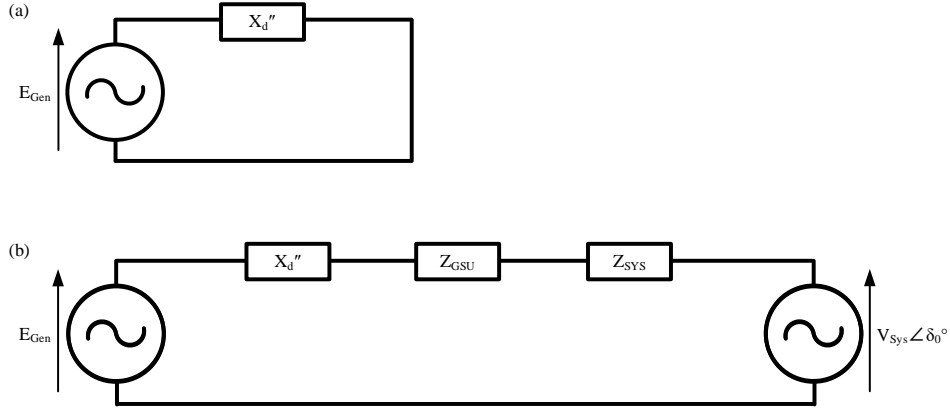 (a)
X_d″
E_Gen
(b)
X_d″
Z_GSU
Z_SYS
E_Gen
V_Sys∠δ_0°